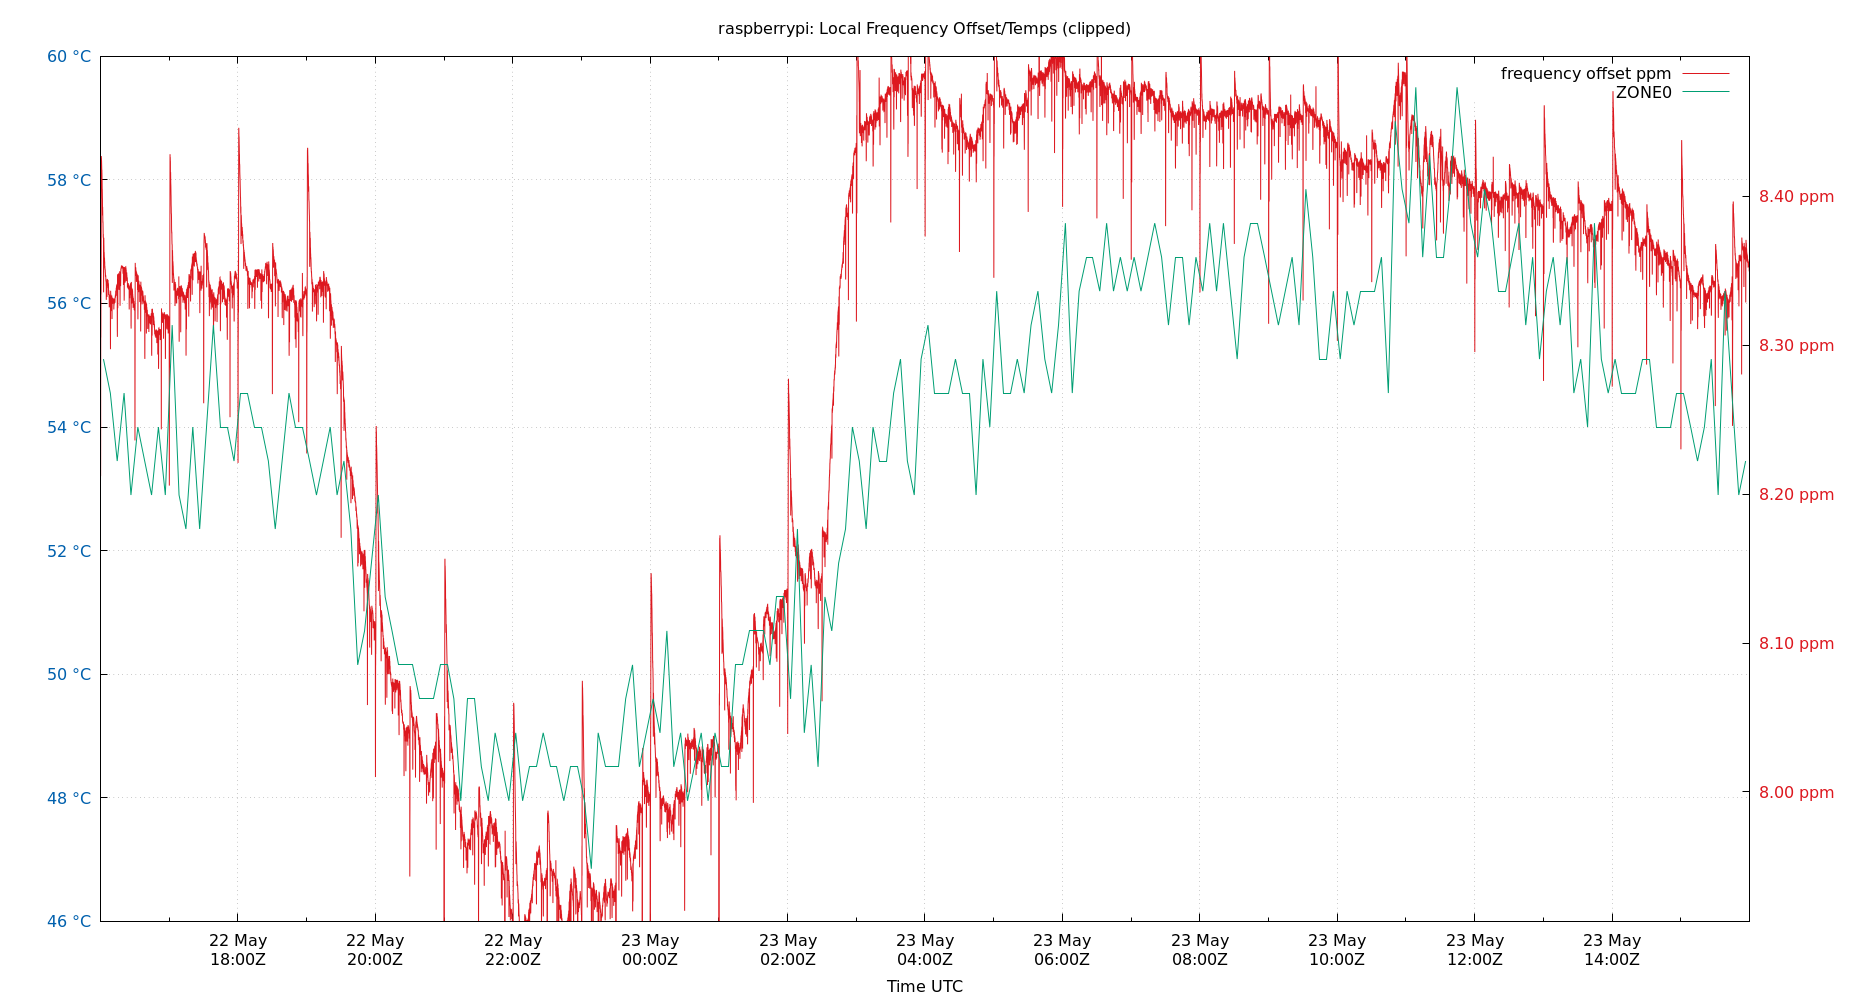 raspberrypi: Local Frequency Offset/Temps (clipped)
frequency offset ppm
ZONE0
60 °C
58 °C
56 °C
54 °C
52 °C
50 °C
48 °C
46 °C
8.40 ppm
8.30 ppm
8.20 ppm
8.10 ppm
8.00 ppm
22 May 22 May 22 May 23 May 23 May 23 May 23 May 23 May 23 May 23 May 23 May
18:00Z 20:00Z 22:00Z 00:00Z 02:00Z 04:00Z 06:00Z 08:00Z 10:00Z 12:00Z 14:00Z
Time UTC